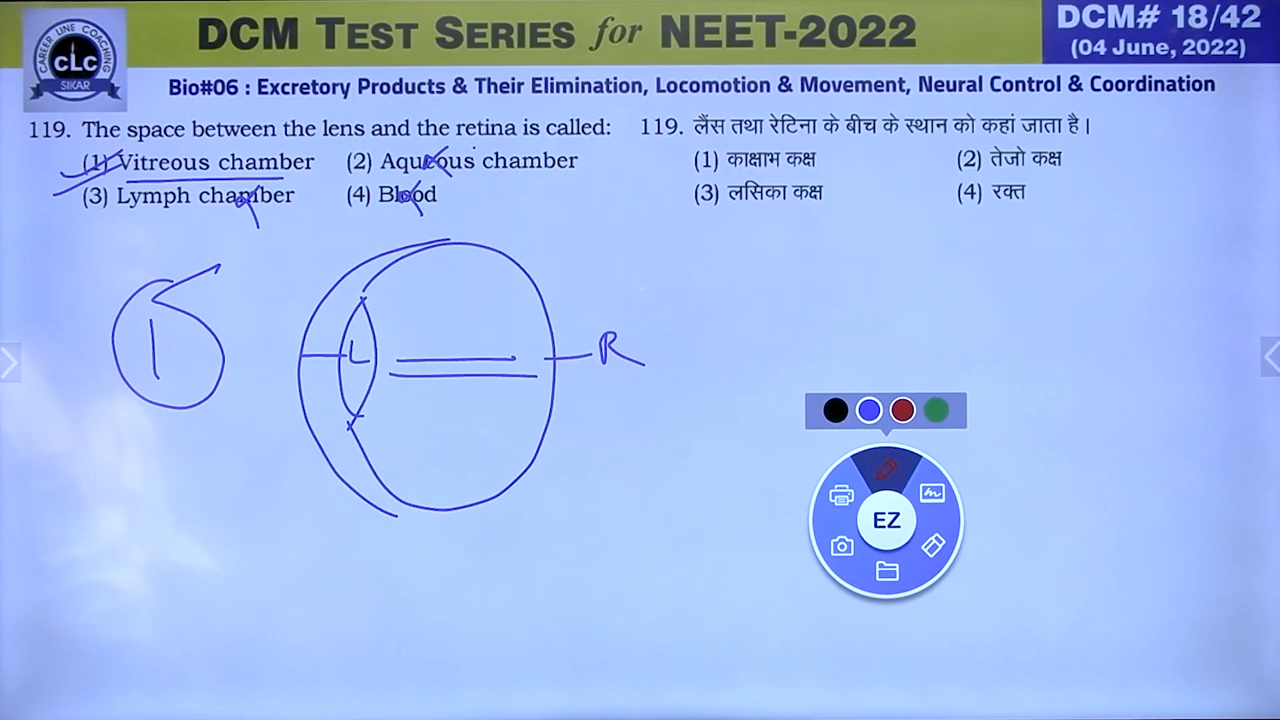 CAREER LINE COACHING
cLc
SIKAR
DCM TEST SERIES for NEET-2022
DCM# 18/42
(04 June, 2022)
Bio#06 : Excretory Products & Their Elimination, Locomotion & Movement, Neural Control & Coordination
119. The space between the lens and the retina is called:
(1) Vitreous chamber (2) Aqueous chamber
(3) Lymph chamber (4) Blood
119. लैंस तथा रेटिना के बीच के स्थान को कहां जाता है।
(1) काक्षाभ कक्ष (2) तेजो कक्ष
(3) लसिका कक्ष (4) रक्त
1
L
R
EZ